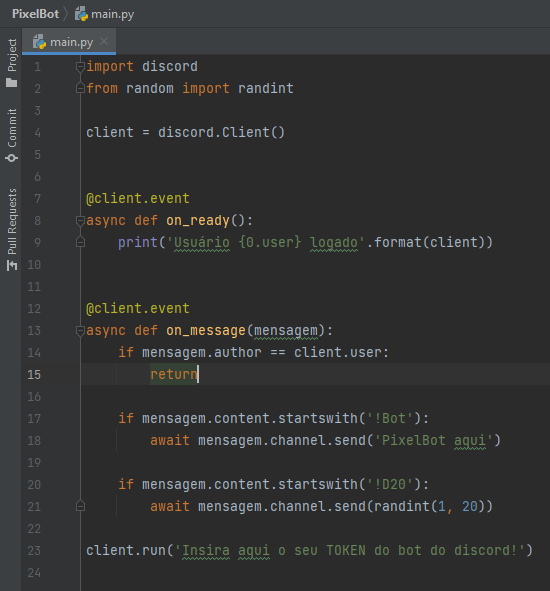 PixelBot > main.py
main.py ×
Project
Commit
Pull Requests
1 import discord
2 from random import randint
3
4 client = discord.Client()
5
6
7 @client.event
8 async def on_ready():
9     print('Usuário {0.user} logado'.format(client))
10
11
12 @client.event
13 async def on_message(mensagem):
14     if mensagem.author == client.user:
15         return
16
17     if mensagem.content.startswith('!Bot'):
18         await mensagem.channel.send('PixelBot aqui')
19
20     if mensagem.content.startswith('!D20'):
21         await mensagem.channel.send(randint(1, 20))
22
23 client.run('Insira aqui o seu TOKEN do bot do discord!')
24